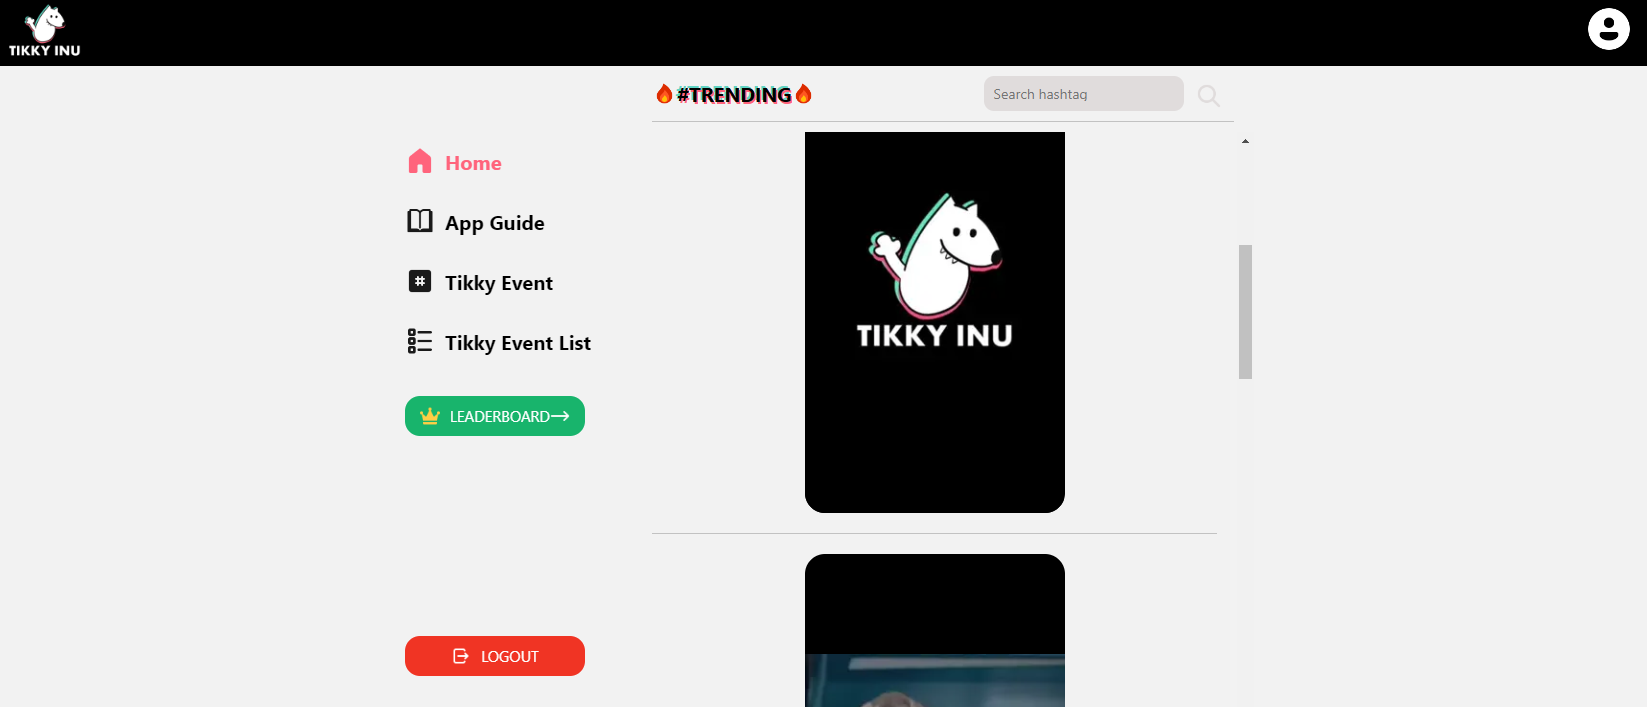 TIKKY INU
#TRENDING
Search hashtag
Home
App Guide
Tikky Event
Tikky Event List
LEADERBOARD
LOGOUT
TIKKY INU